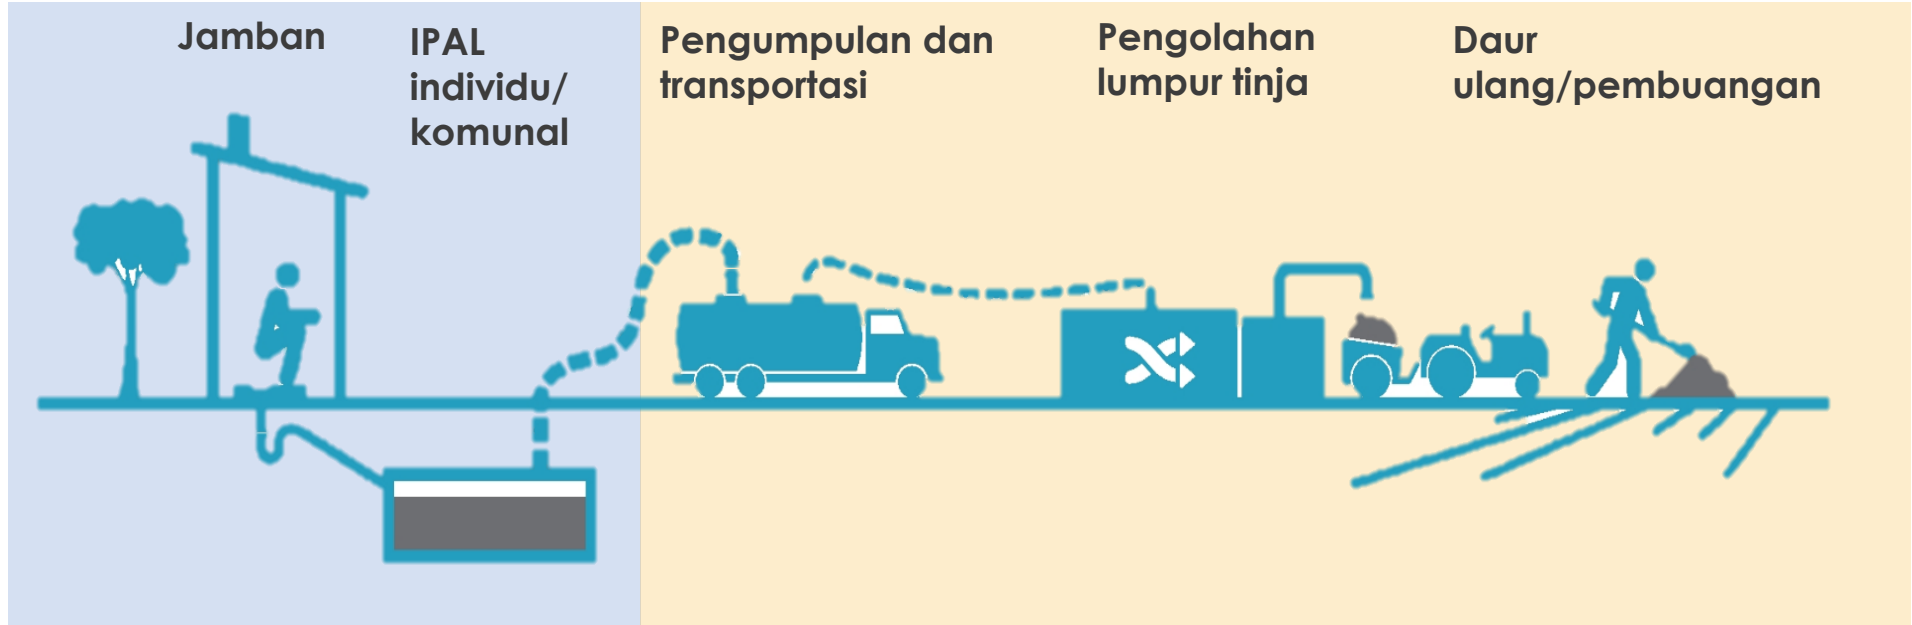 Jamban
IPAL
individu/
komunal
Pengumpulan dan
transportasi
Pengolahan
lumpur tinja
Daur
ulang/pembuangan